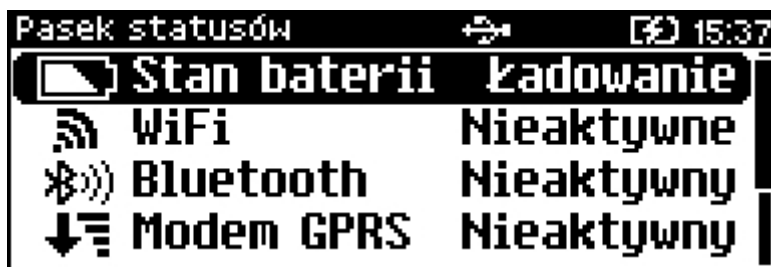 Pasek statusów 15:37
Stan baterii Ładowanie
WiFi Nieaktywne
Bluetooth Nieaktywny
Modem GPRS Nieaktywny